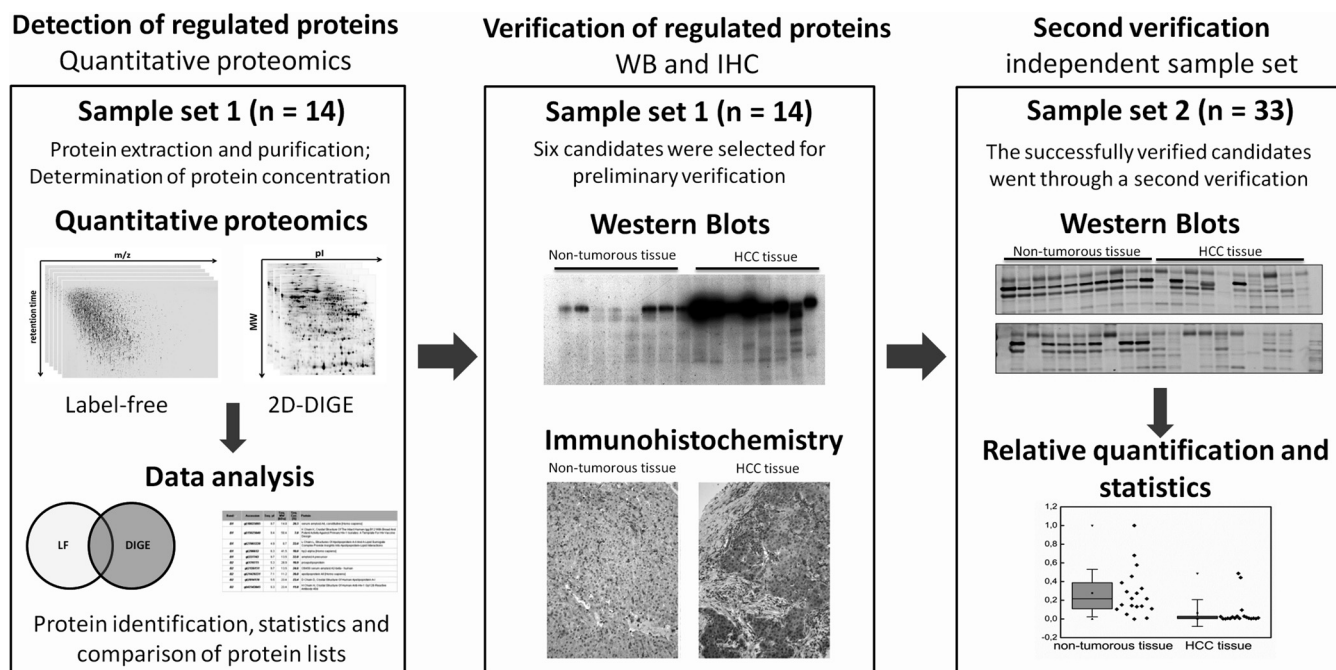 Detection of regulated proteins
Quantitative proteomics
Sample set 1 (n = 14)
Protein extraction and purification;
Determination of protein concentration
Quantitative proteomics
m/z
retention time
Label-free
pI
MW
2D-DIGE
Data analysis
LF
DIGE
Protein identification, statistics and
comparison of protein lists
Verification of regulated proteins
WB and IHC
Sample set 1 (n = 14)
Six candidates were selected for
preliminary verification
Western Blots
Non-tumorous tissue
HCC tissue
Immunohistochemistry
Non-tumorous tissue
HCC tissue
Second verification
independent sample set
Sample set 2 (n = 33)
The successfully verified candidates
went through a second verification
Western Blots
Non-tumorous tissue
HCC tissue
Relative quantification and
statistics
1,2
1,0
0,8
0,6
0,4
0,2
0,0
-0,2
non-tumorous tissue
HCC tissue